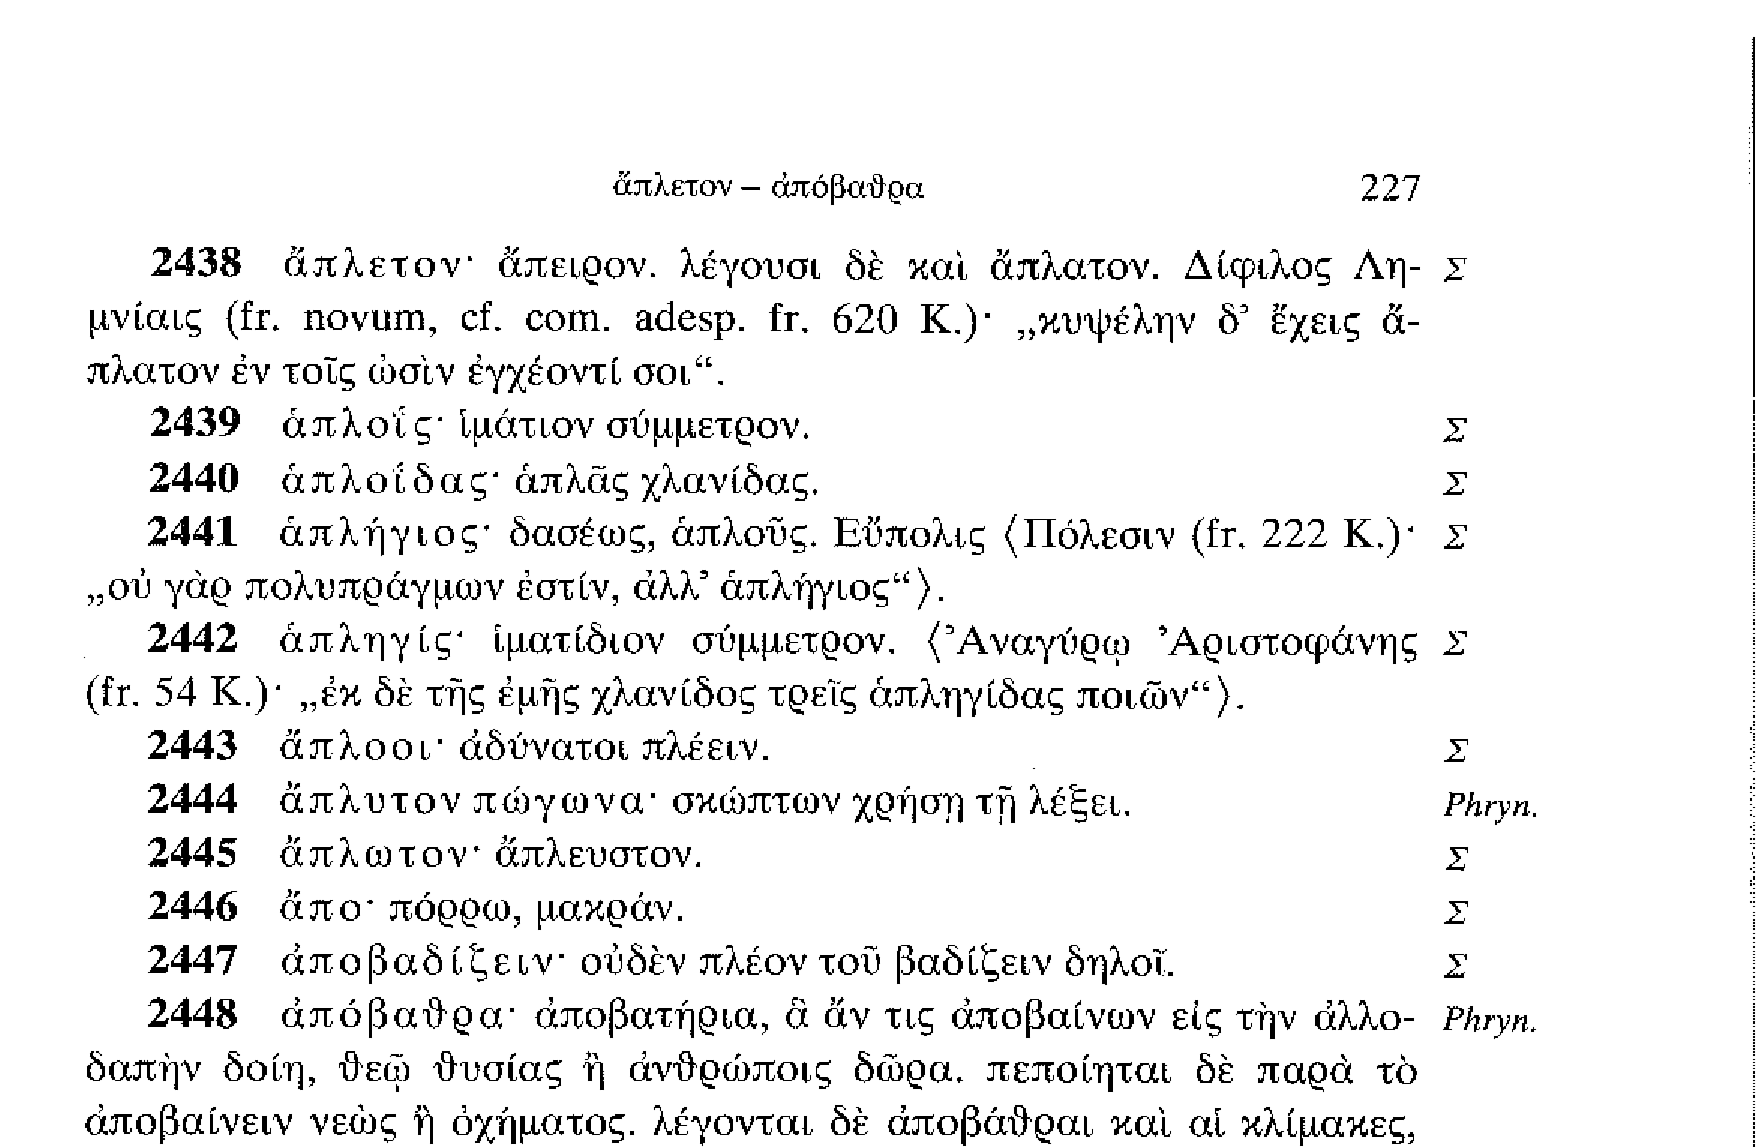 ἄπλετον – ἀπόβαθρα 227
2438 ἄπλετον· ἄπειρον. λέγουσι δὲ καὶ ἄπλατον. Δίφιλος Λη- Σ
μνίαις (fr. novum, cf. com. adesp. fr. 620 K.)· „κυψέλην δ’ ἔχεις ἄ-
πλατον ἐν τοῖς ὠσὶν ἐγχέοντί σοι“.
2439 ἁπλοΐς· ἱμάτιον σύμμετρον. Σ
2440 ἁπλοΐδας· ἁπλᾶς χλανίδας. Σ
2441 ἁπλήγιος· δασέως, ἁπλοῦς. Εὔπολις ⟨Πόλεσιν (fr. 222 K.)· Σ
„οὐ γὰρ πολυπράγμων ἐστίν, ἀλλ’ ἁπλήγιος“⟩.
2442 ἁπληγίς· ἱματίδιον σύμμετρον. ⟨Ἀναγύρῳ Ἀριστοφάνης Σ
(fr. 54 K.)· „ἐκ δὲ τῆς ἐμῆς χλανίδος τρεῖς ἁπληγίδας ποιῶν“⟩.
2443 ἄπλοοι· ἀδύνατοι πλέειν. Σ
2444 ἄπλυτον πώγωνα· σκώπτων χρήσῃ τῇ λέξει. Phryn.
2445 ἄπλωτον· ἄπλευστον. Σ
2446 ἄπο· πόρρω, μακράν. Σ
2447 ἀποβαδίζειν· οὐδὲν πλέον τοῦ βαδίζειν δηλοῖ. Σ
2448 ἀπόβαθρα· ἀποβατήρια, ἃ ἄν τις ἀποβαίνων εἰς τὴν ἀλλο- Phryn.
δαπὴν δοίη, θεῷ θυσίας ἢ ἀνθρώποις δῶρα. πεποίηται δὲ παρὰ τὸ
ἀποβαίνειν νεὼς ἢ ὀχήματος. λέγονται δὲ ἀποβάθραι καὶ αἱ κλίμακες,